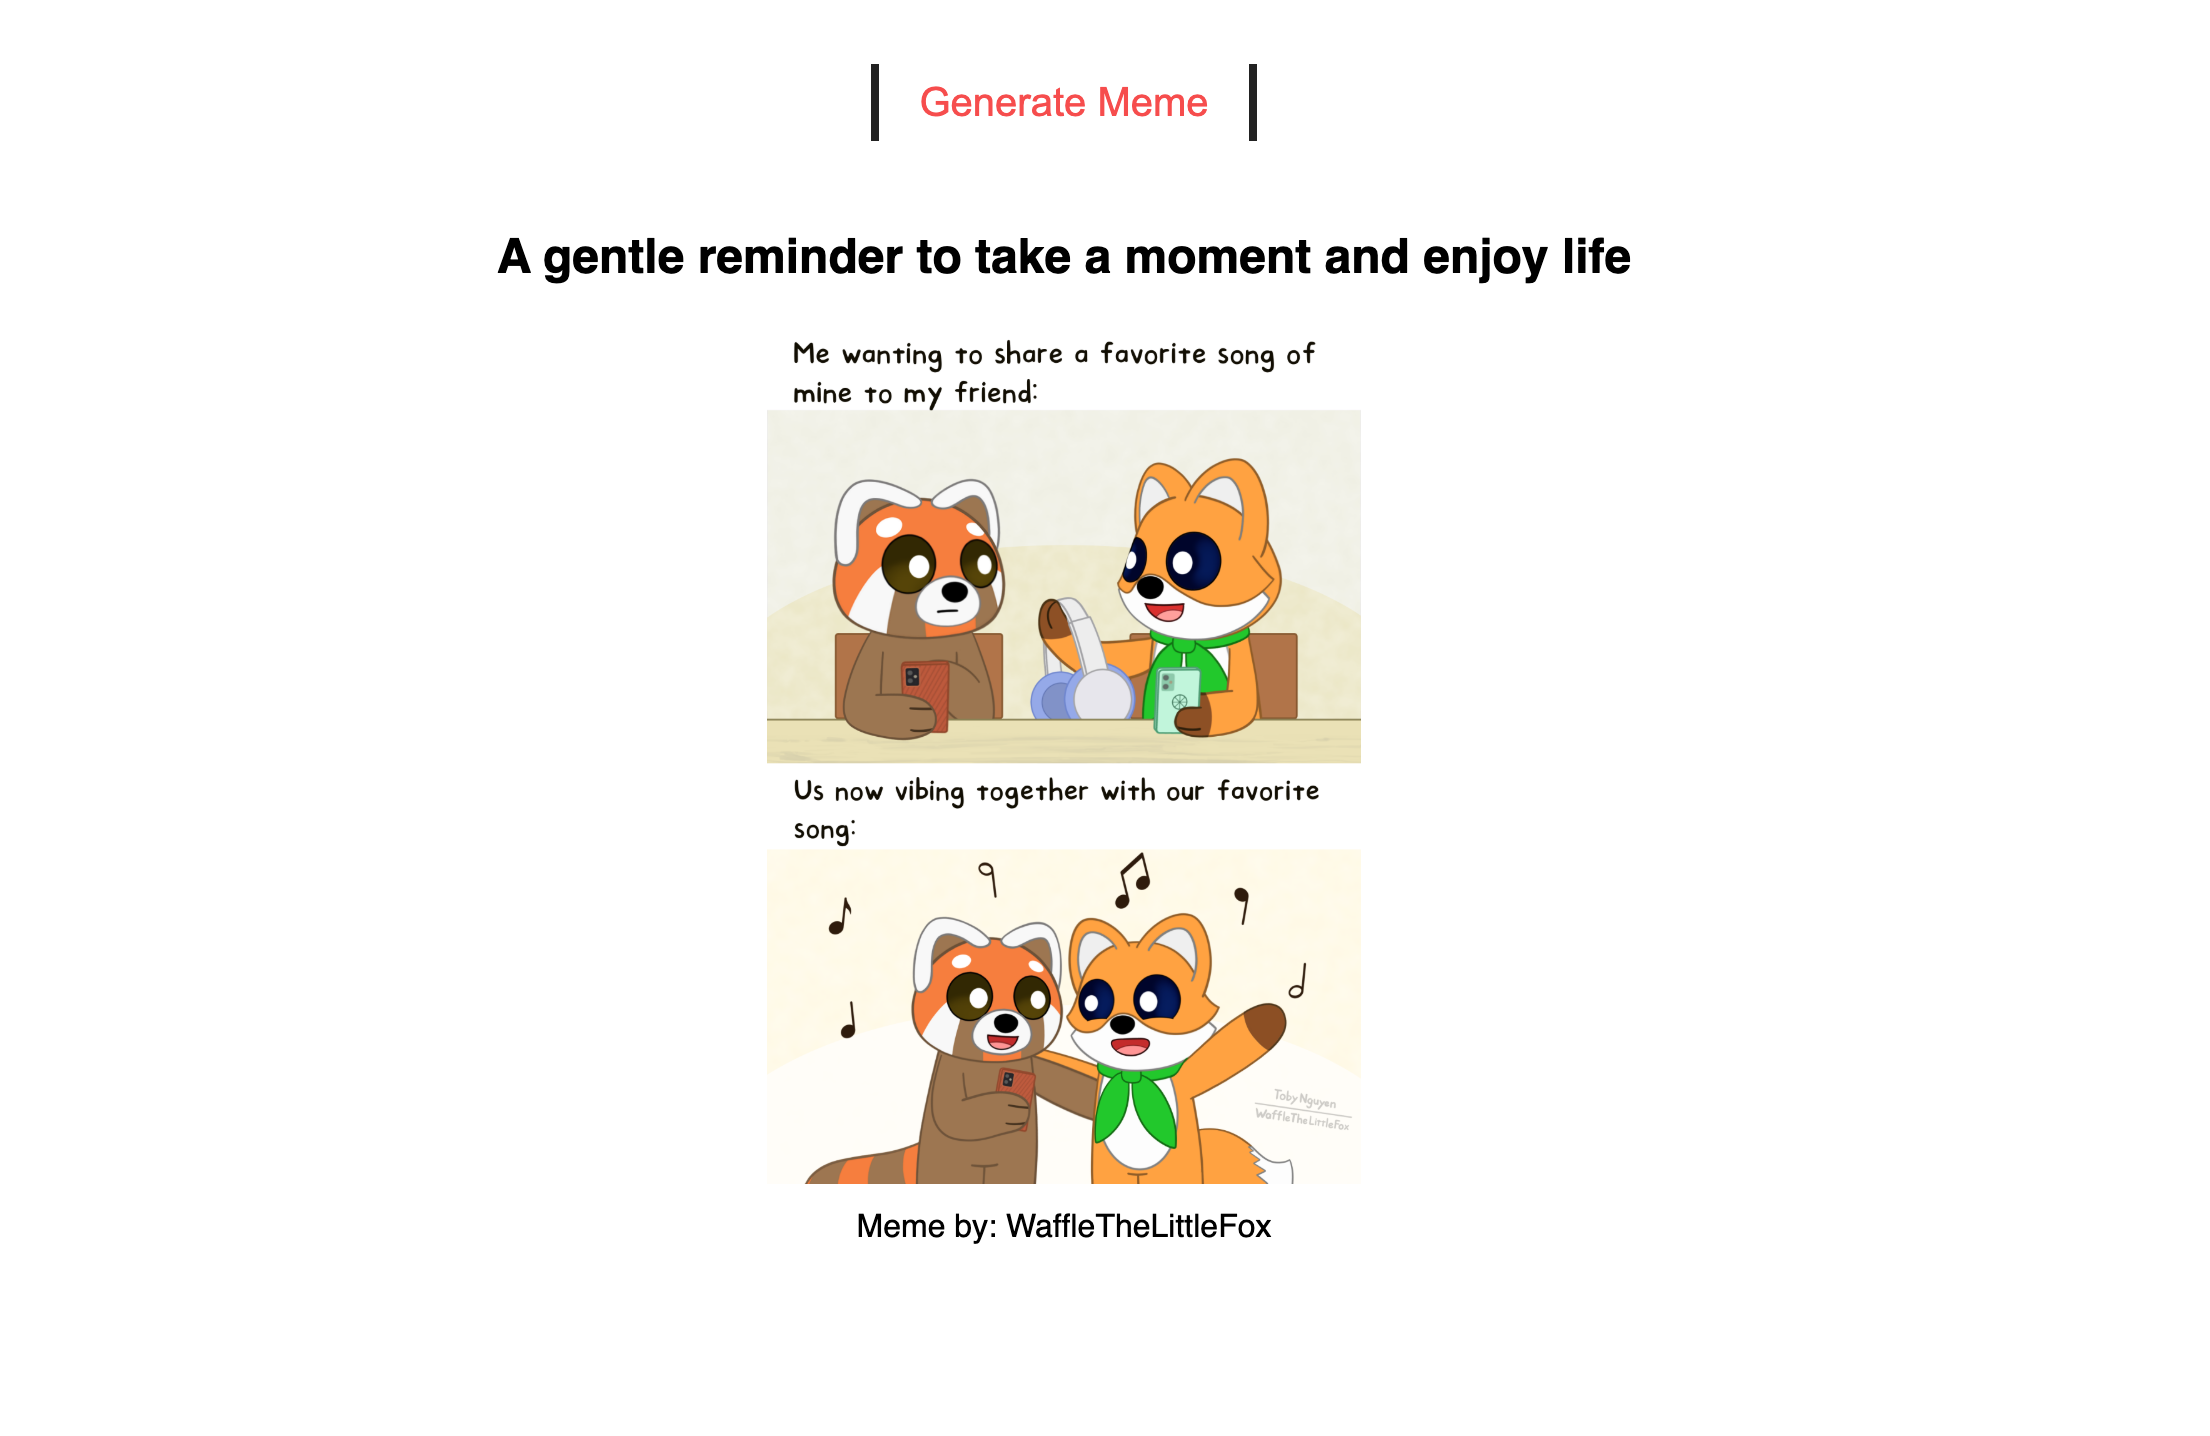 Generate Meme
A gentle reminder to take a moment and enjoy life
Me wanting to share a favorite song of
mine to my friend:
Us now vibing together with our favorite
song:
Toby Nguyen
WaffleTheLittleFox
Meme by: WaffleTheLittleFox